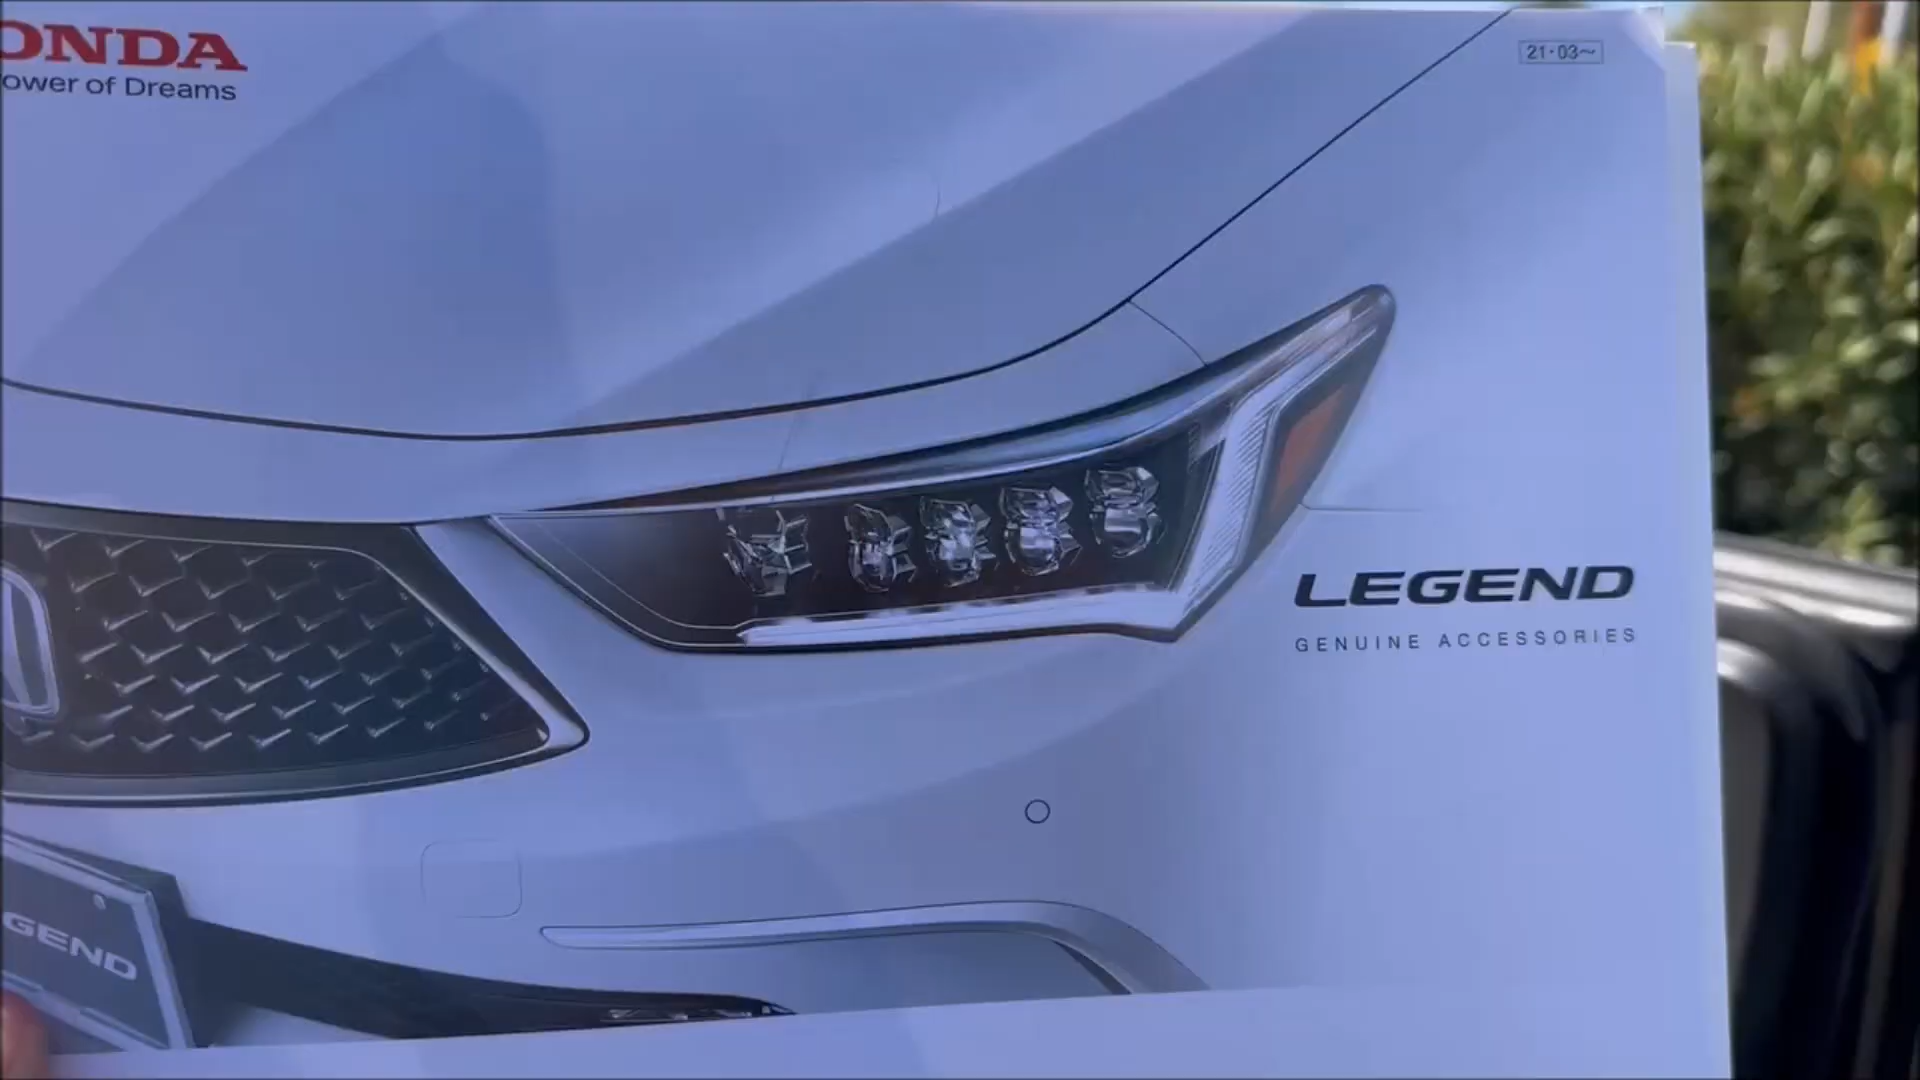 ONDA
ower of Dreams
21·03～
LEGEND
GENUINE ACCESSORIES
GEND